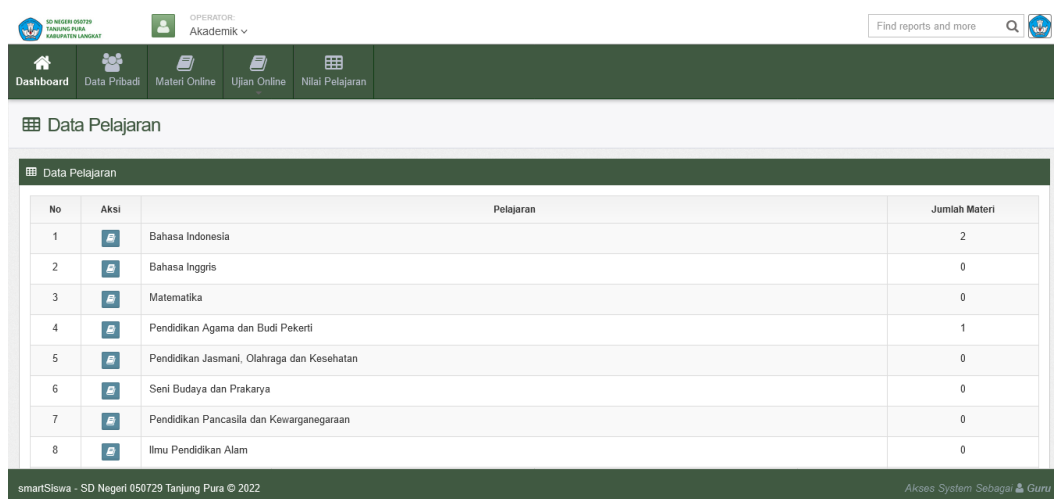 SD NEGERI 050729
TANJUNG PURA
KABUPATEN LANGKAT
OPERATOR:
Akademik
Find reports and more
Dashboard
Data Pribadi
Materi Online
Ujian Online
Nilai Pelajaran
Data Pelajaran
Data Pelajaran
No Aksi Pelajaran Jumlah Materi
1 Bahasa Indonesia 2
2 Bahasa Inggris 0
3 Matematika 0
4 Pendidikan Agama dan Budi Pekerti 1
5 Pendidikan Jasmani, Olahraga dan Kesehatan 0
6 Seni Budaya dan Prakarya 0
7 Pendidikan Pancasila dan Kewarganegaraan 0
8 Ilmu Pendidikan Alam 0
smartSiswa - SD Negeri 050729 Tanjung Pura © 2022
Akses System Sebagai Guru